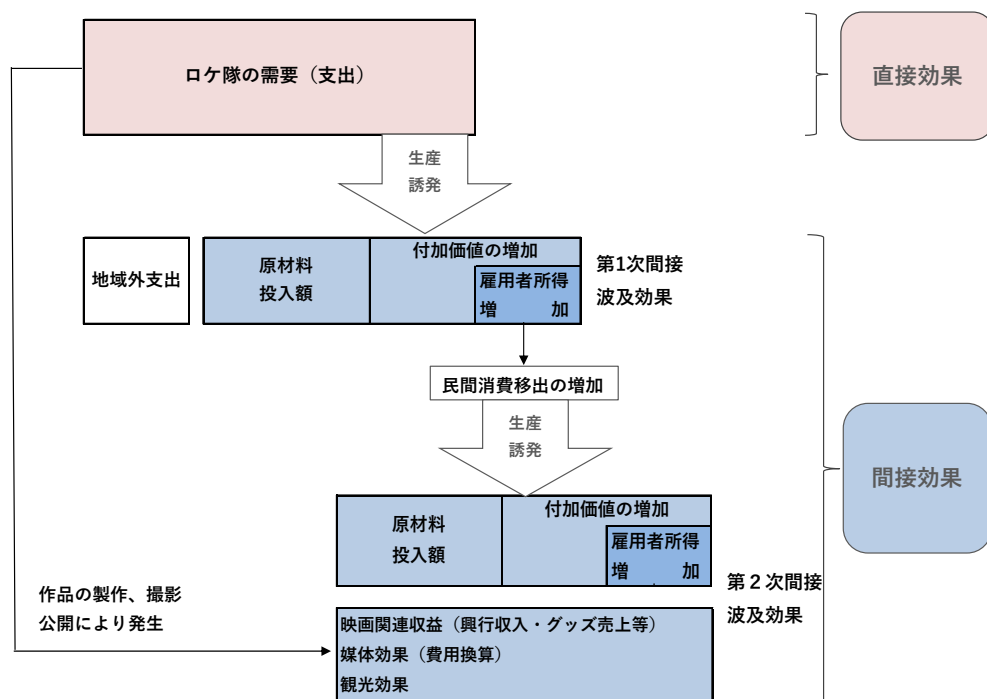 ロケ隊の需要（支出）
直接効果
生産
誘発
地域外支出
原材料
投入額
付加価値の増加
雇用者所得
増　　加
第1次間接
波及効果
民間消費移出の増加
生産
誘発
間接効果
原材料
投入額
付加価値の増加
雇用者所得
増　　加
第２次間接
波及効果
作品の製作、撮影
公開により発生
映画関連収益（興行収入・グッズ売上等）
媒体効果（費用換算）
観光効果